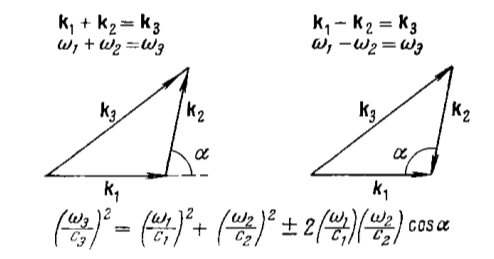 k₁ + k₂ = k₃
ω₁ + ω₂ = ω₃
k₃
k₂
α
k₁
k₁ − k₂ = k₃
ω₁ − ω₂ = ω₃
k₃
k₂
α
k₁
(ω₃/c₃)² = (ω₁/c₁)² + (ω₂/c₂)² ± 2(ω₁/c₁)(ω₂/c₂) cos α